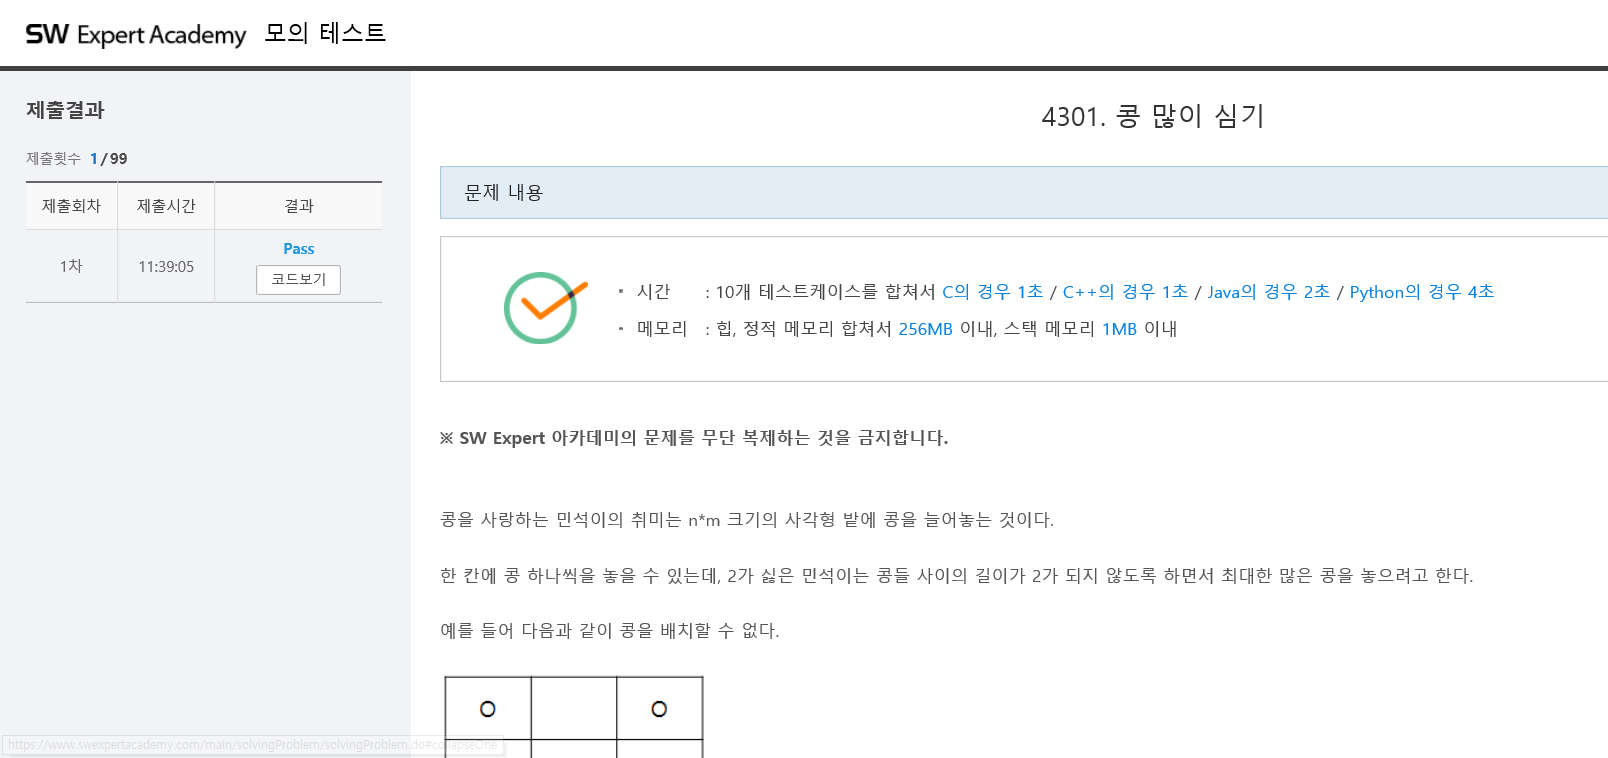 SW Expert Academy 모의 테스트
제출결과
제출횟수 1 / 99
제출회차 제출시간 결과
1차 11:39:05 Pass
코드보기
4301. 콩 많이 심기
문제 내용
• 시간 : 10개 테스트케이스를 합쳐서 C의 경우 1초 / C++의 경우 1초 / Java의 경우 2초 / Python의 경우 4초
• 메모리 : 힙, 정적 메모리 합쳐서 256MB 이내, 스택 메모리 1MB 이내
※ SW Expert 아카데미의 문제를 무단 복제하는 것을 금지합니다.
콩을 사랑하는 민석이의 취미는 n*m 크기의 사각형 밭에 콩을 늘어놓는 것이다.
한 칸에 콩 하나씩을 놓을 수 있는데, 2가 싫은 민석이는 콩들 사이의 길이가 2가 되지 않도록 하면서 최대한 많은 콩을 놓으려고 한다.
예를 들어 다음과 같이 콩을 배치할 수 없다.
O O
https://www.swexpertacademy.com/main/solvingProblem/solvingProblem.do#collapseOne